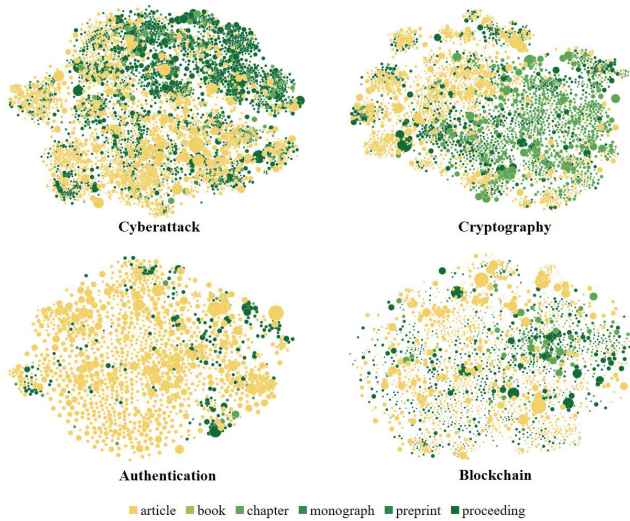 Cyberattack
Cryptography
Authentication
Blockchain
article book chapter monograph preprint proceeding